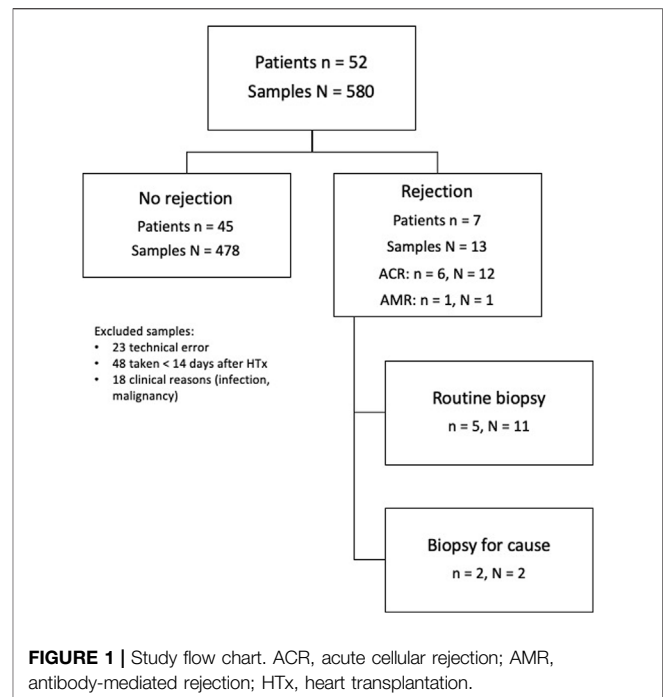 Patients n = 52
Samples N = 580
No rejection
Patients n = 45
Samples N = 478
Rejection
Patients n = 7
Samples N = 13
ACR: n = 6, N = 12
AMR: n = 1, N = 1
Excluded samples:
• 23 technical error
• 48 taken < 14 days after HTx
• 18 clinical reasons (infection,
malignancy)
Routine biopsy
n = 5, N = 11
Biopsy for cause
n = 2, N = 2
FIGURE 1 | Study flow chart. ACR, acute cellular rejection; AMR,
antibody-mediated rejection; HTx, heart transplantation.